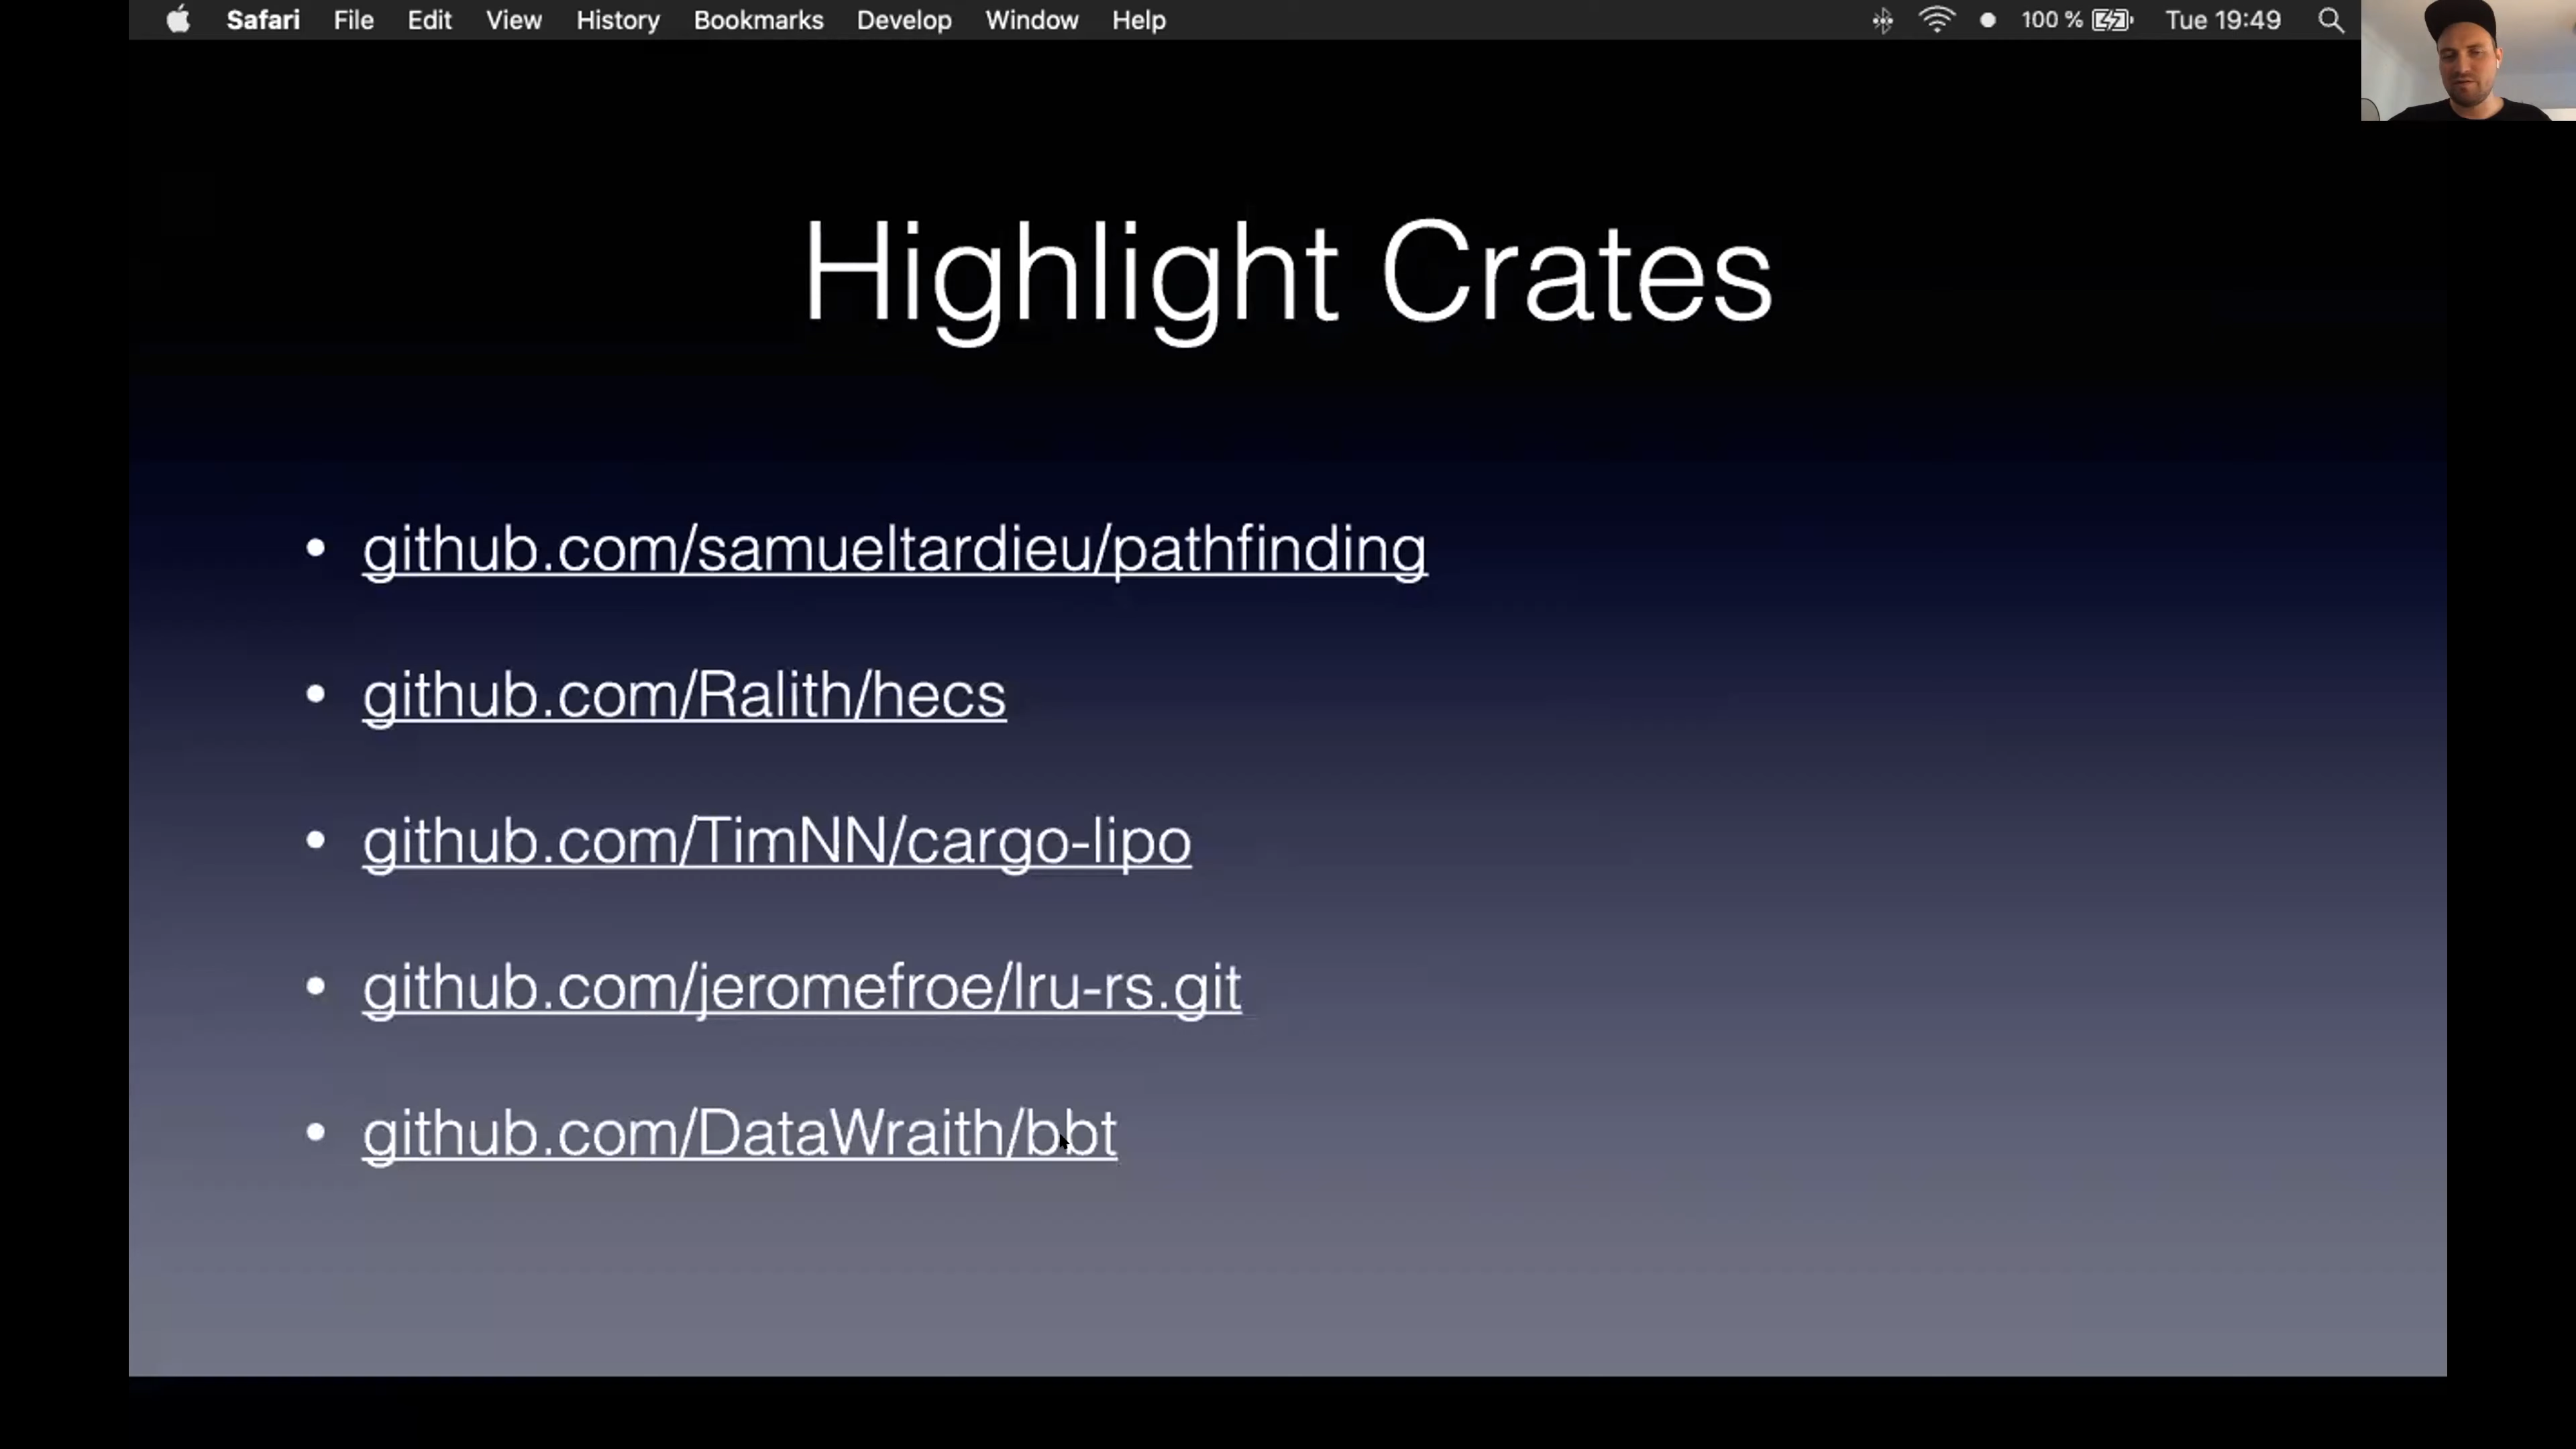 Safari File Edit View History Bookmarks Develop Window Help 100 % Tue 19:49
Highlight Crates
• github.com/samueltardieu/pathfinding
• github.com/Ralith/hecs
• github.com/TimNN/cargo-lipo
• github.com/jeromefroe/lru-rs.git
• github.com/DataWraith/bbt